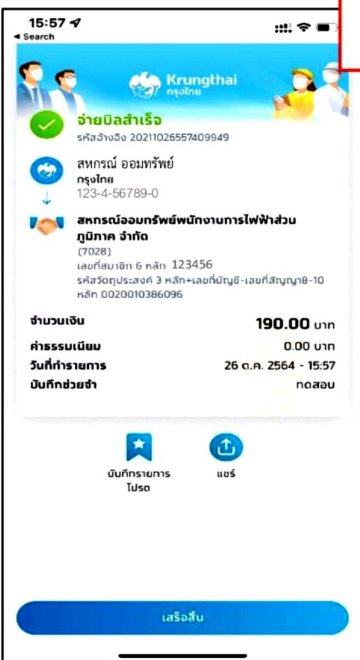 15:57
Search
Krungthai
กรุงไทย
จ่ายบิลสำเร็จ
รหัสอ้างอิง 20211026557409949
สหกรณ์ ออมทรัพย์
กรุงไทย
123-4-56789-0
สหกรณ์ออมทรัพย์พนักงานการไฟฟ้าส่วน
ภูมิภาค จำกัด
(7028)
เลขที่สมาชิก 6 หลัก 123456
รหัสวัตถุประสงค์ 3 หลัก+เลขที่บัญชี-เลขที่สัญญา8-10
หลัก 0020010386096
จำนวนเงิน 190.00 บาท
ค่าธรรมเนียม 0.00 บาท
วันที่ทำรายการ 26 ต.ค. 2564 - 15:57
บันทึกช่วยจำ ทดสอบ
บันทึกรายการ แชร์
โปรด
เสร็จสิ้น